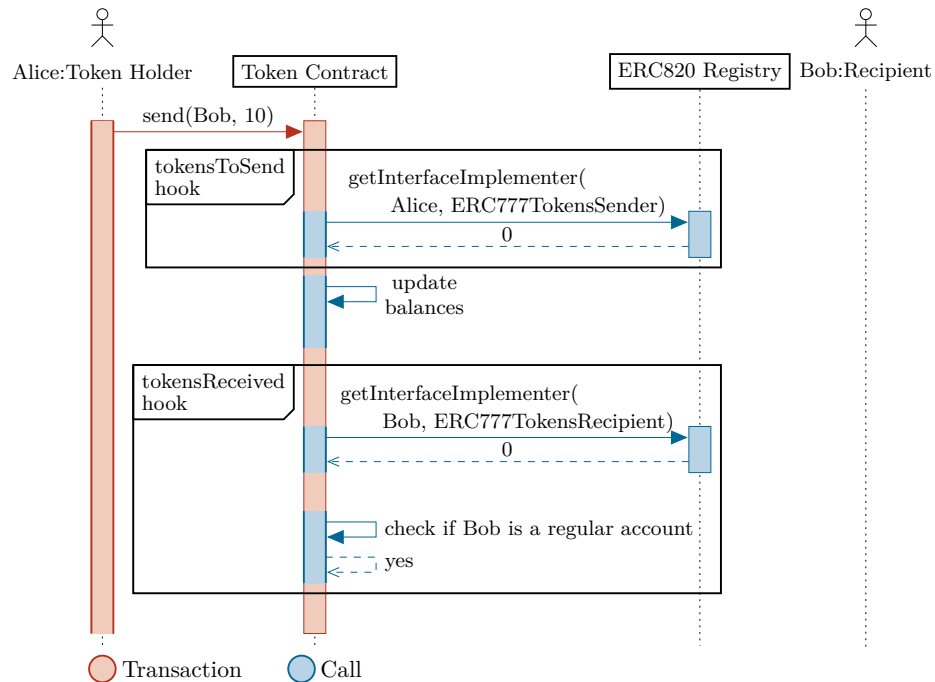 Alice:Token Holder
Token Contract
ERC820 Registry
Bob:Recipient
send(Bob, 10)
tokensToSend
hook
getInterfaceImplementer(
Alice, ERC777TokensSender)
0
update
balances
tokensReceived
hook
getInterfaceImplementer(
Bob, ERC777TokensRecipient)
0
check if Bob is a regular account
yes
Transaction
Call